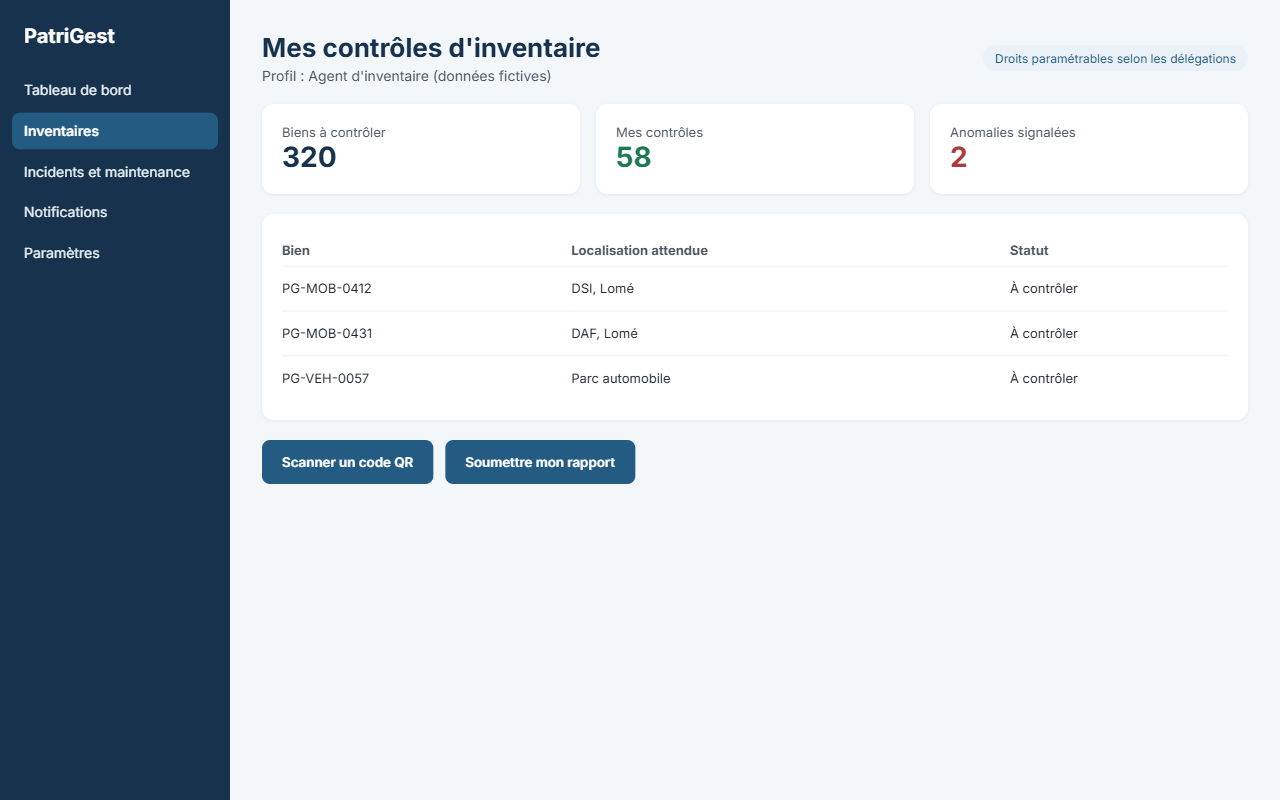 PatriGest
Tableau de bord
Inventaires
Incidents et maintenance
Notifications
Paramètres
Mes contrôles d'inventaire
Profil : Agent d'inventaire (données fictives)
Droits paramétrables selon les délégations
Biens à contrôler
320
Mes contrôles
58
Anomalies signalées
2
Bien Localisation attendue Statut
PG-MOB-0412 DSI, Lomé À contrôler
PG-MOB-0431 DAF, Lomé À contrôler
PG-VEH-0057 Parc automobile À contrôler
Scanner un code QR
Soumettre mon rapport